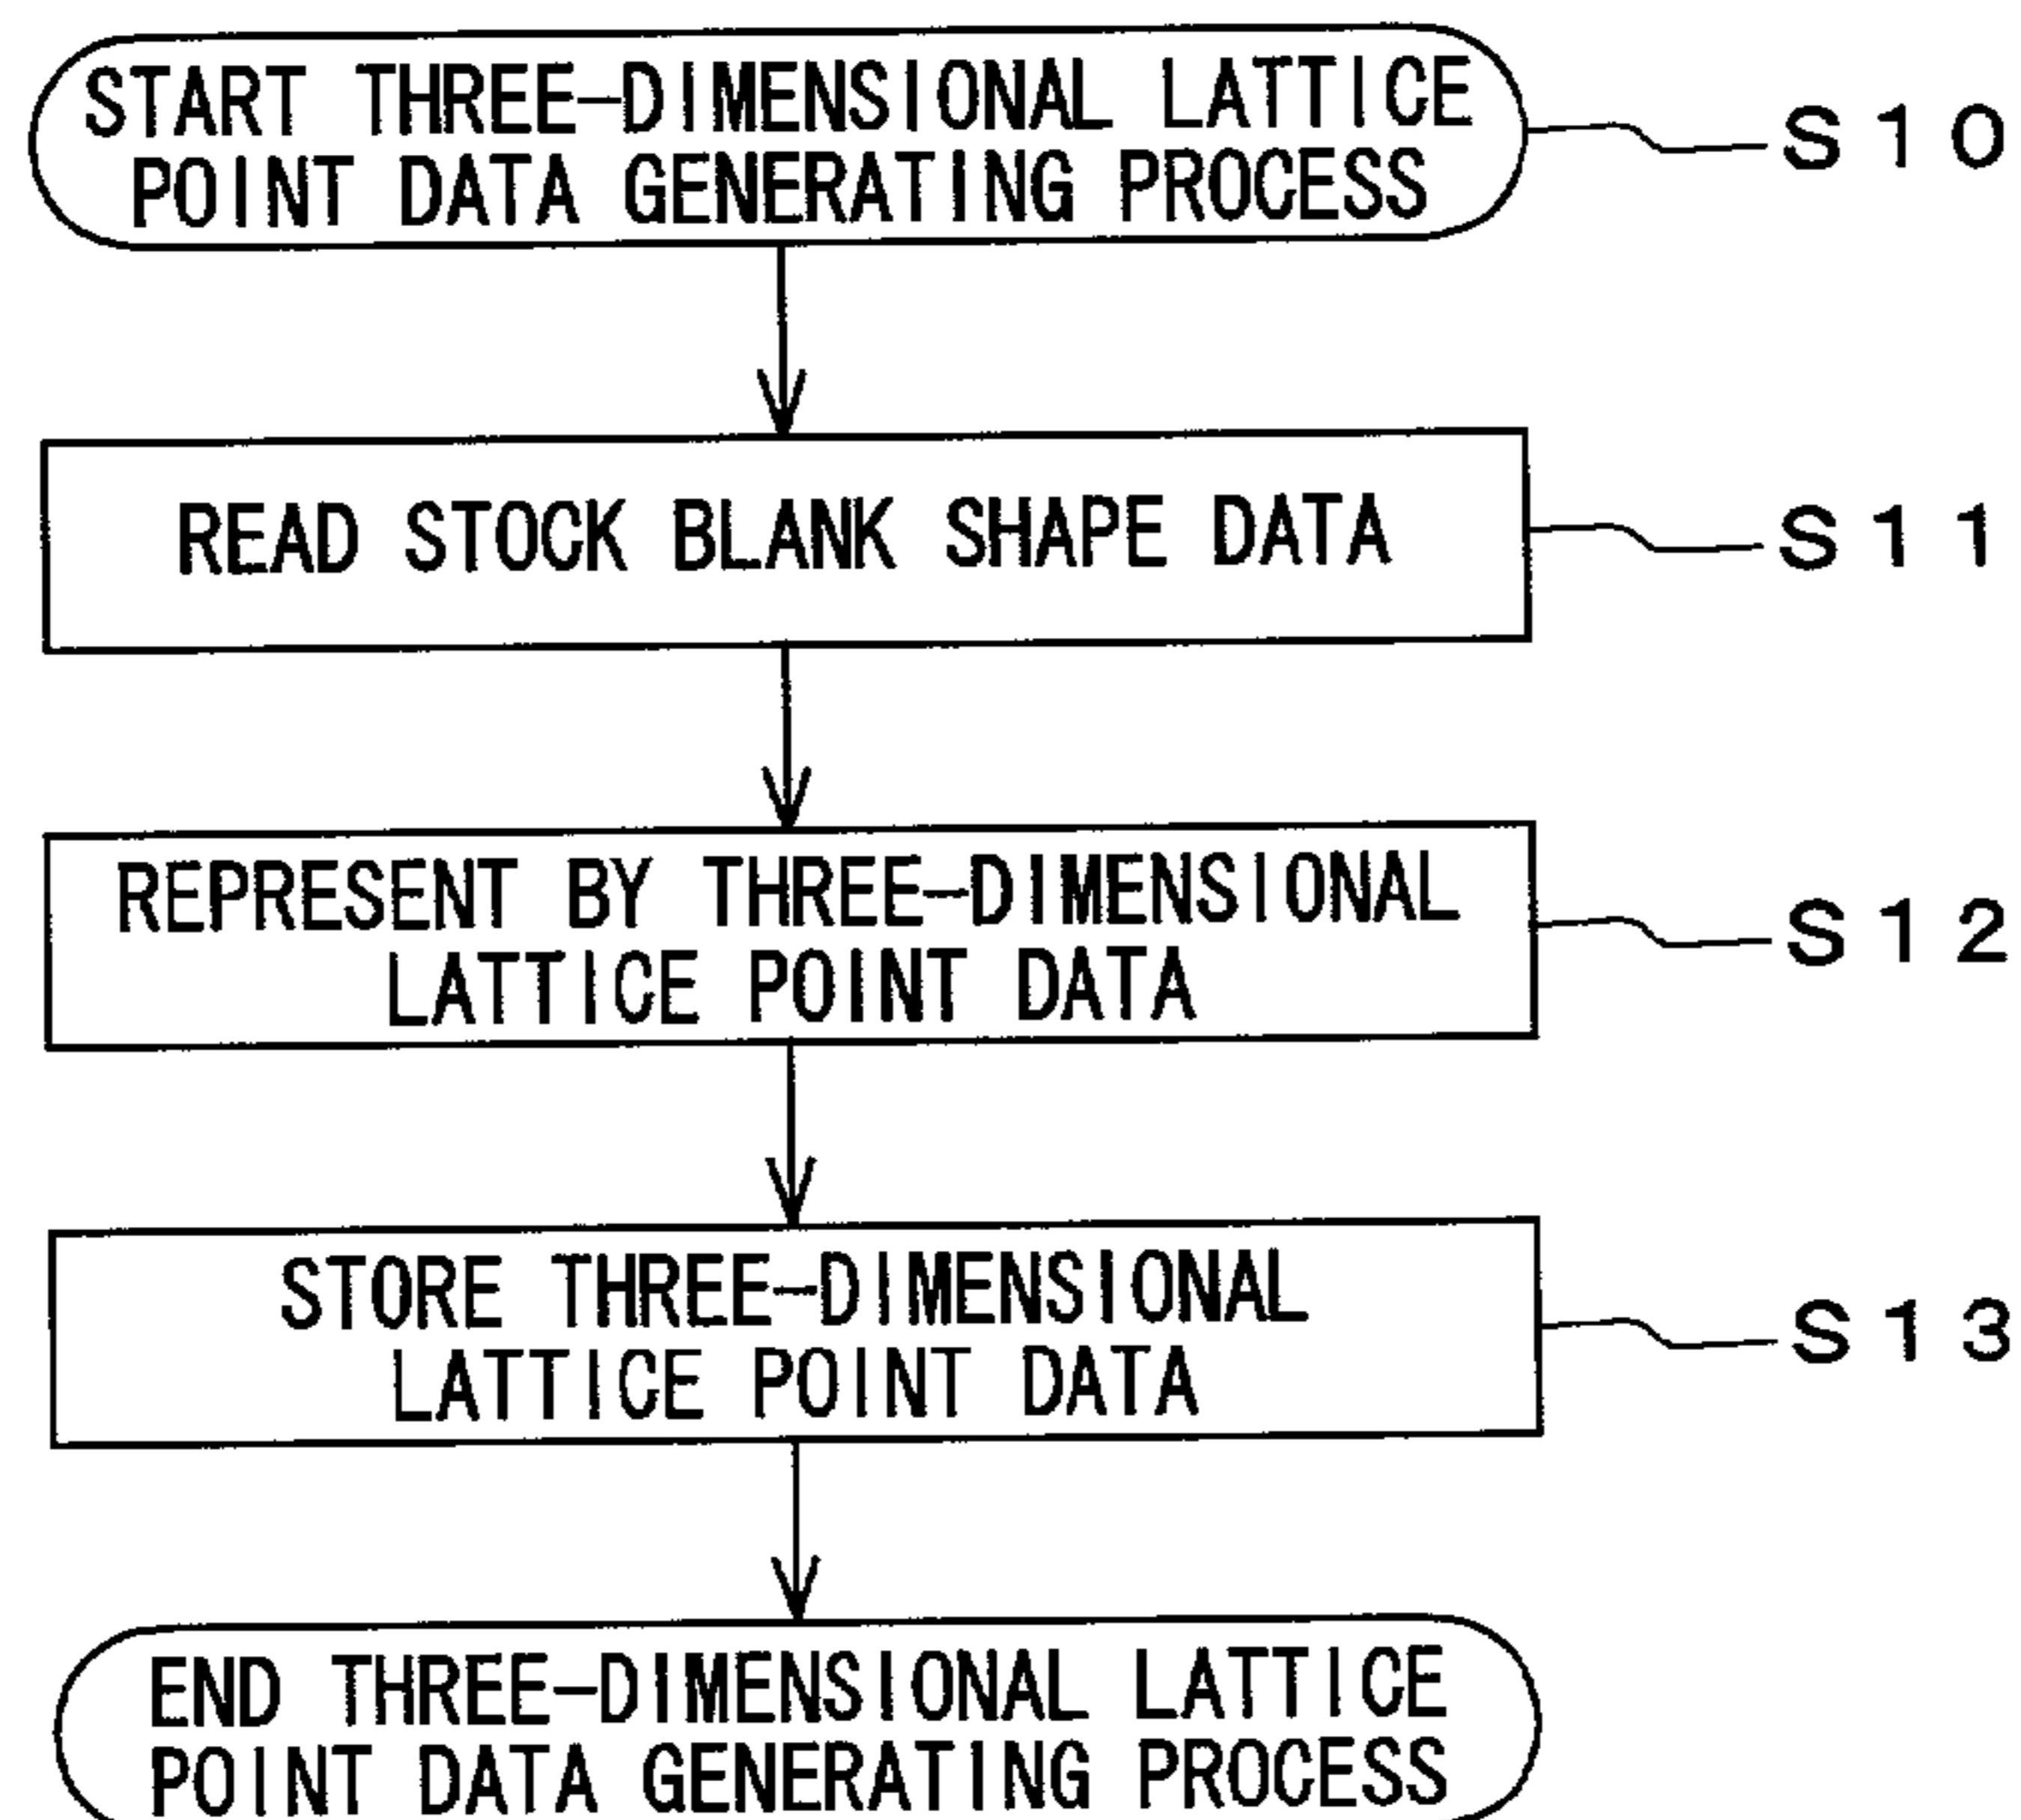 START THREE-DIMENSIONAL LATTICE
POINT DATA GENERATING PROCESS
S10
READ STOCK BLANK SHAPE DATA
S11
REPRESENT BY THREE-DIMENSIONAL
LATTICE POINT DATA
S12
STORE THREE-DIMENSIONAL
LATTICE POINT DATA
S13
END THREE-DIMENSIONAL LATTICE
POINT DATA GENERATING PROCESS